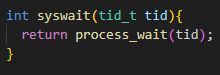 int syswait(tid_t tid){
  return process_wait(tid);
}